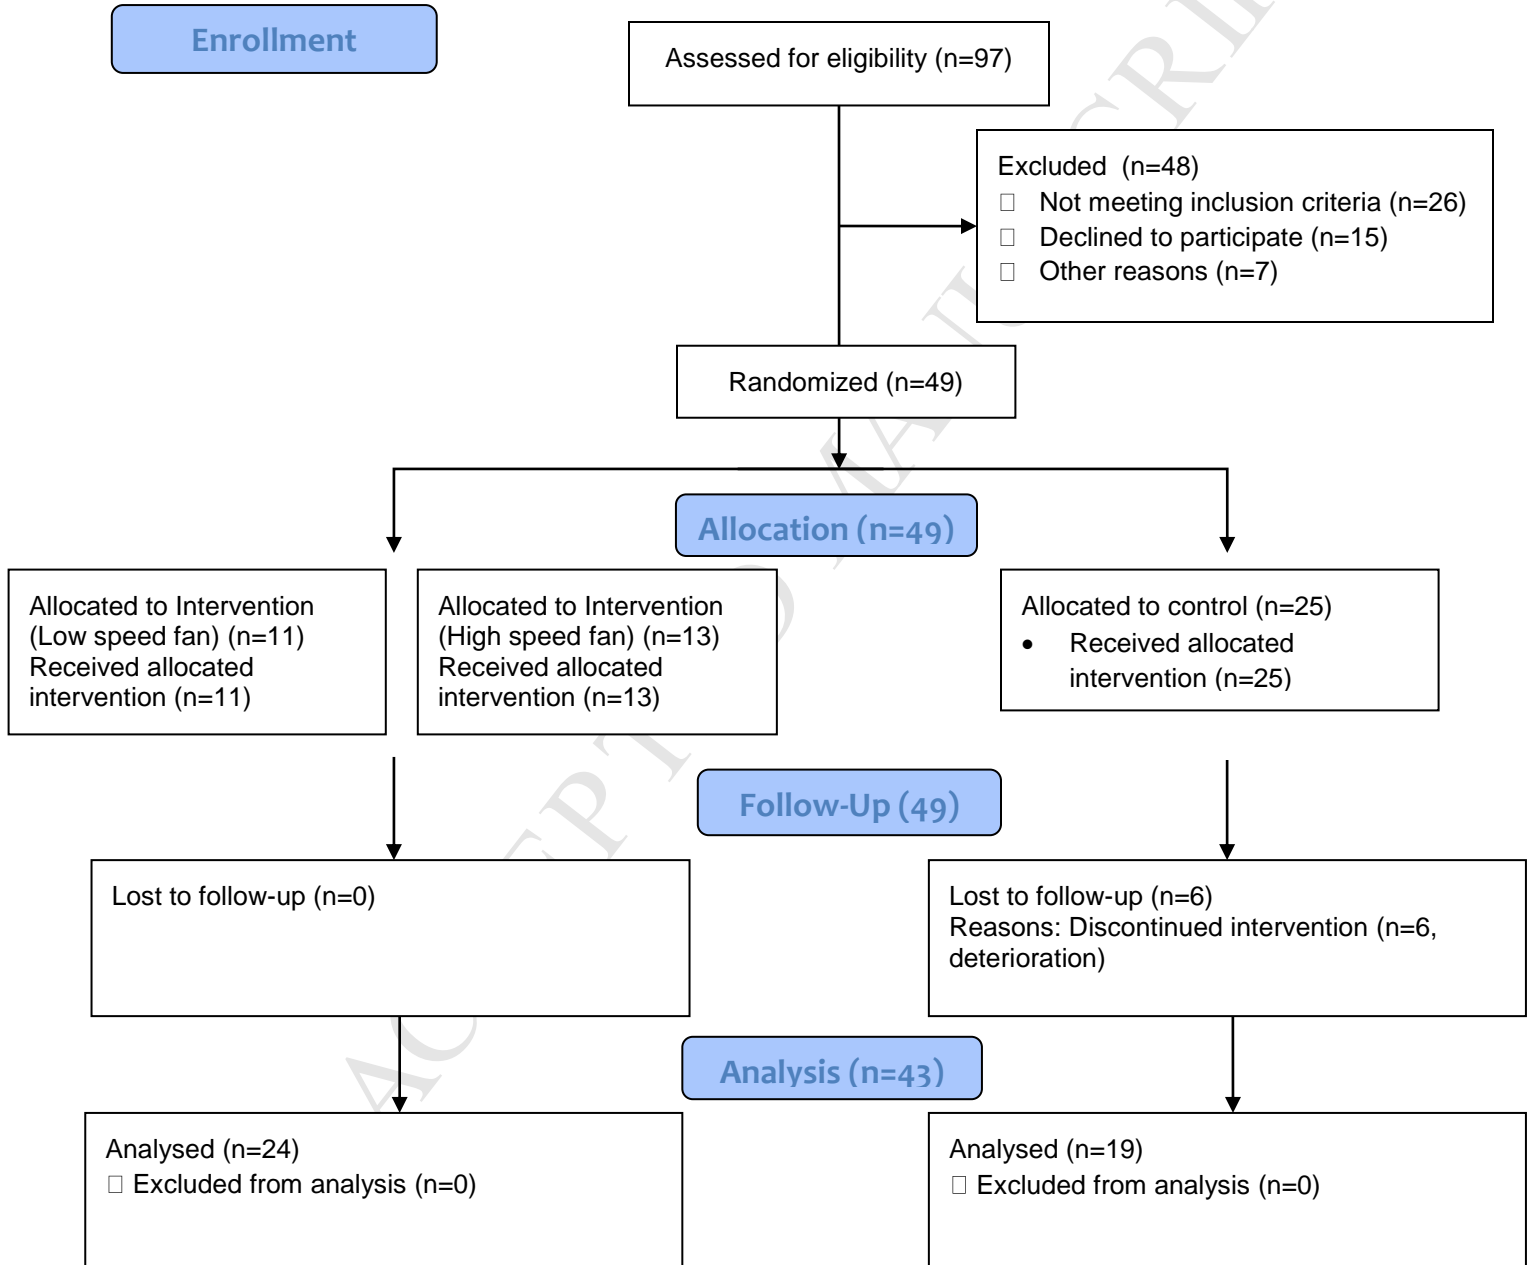 Enrollment
Assessed for eligibility (n=97)
Excluded  (n=48)
Not meeting inclusion criteria (n=26)
Declined to participate (n=15)
Other reasons (n=7)
Randomized (n=49)
Allocation (n=49)
Allocated to Intervention
(Low speed fan) (n=11)
Received allocated
intervention (n=11)
Allocated to Intervention
(High speed fan) (n=13)
Received allocated
intervention (n=13)
Allocated to control (n=25)
• Received allocated
intervention (n=25)
Follow-Up (49)
Lost to follow-up (n=0)
Lost to follow-up (n=6)
Reasons: Discontinued intervention (n=6,
deterioration)
Analysis (n=43)
Analysed (n=24)
Excluded from analysis (n=0)
Analysed (n=19)
Excluded from analysis (n=0)